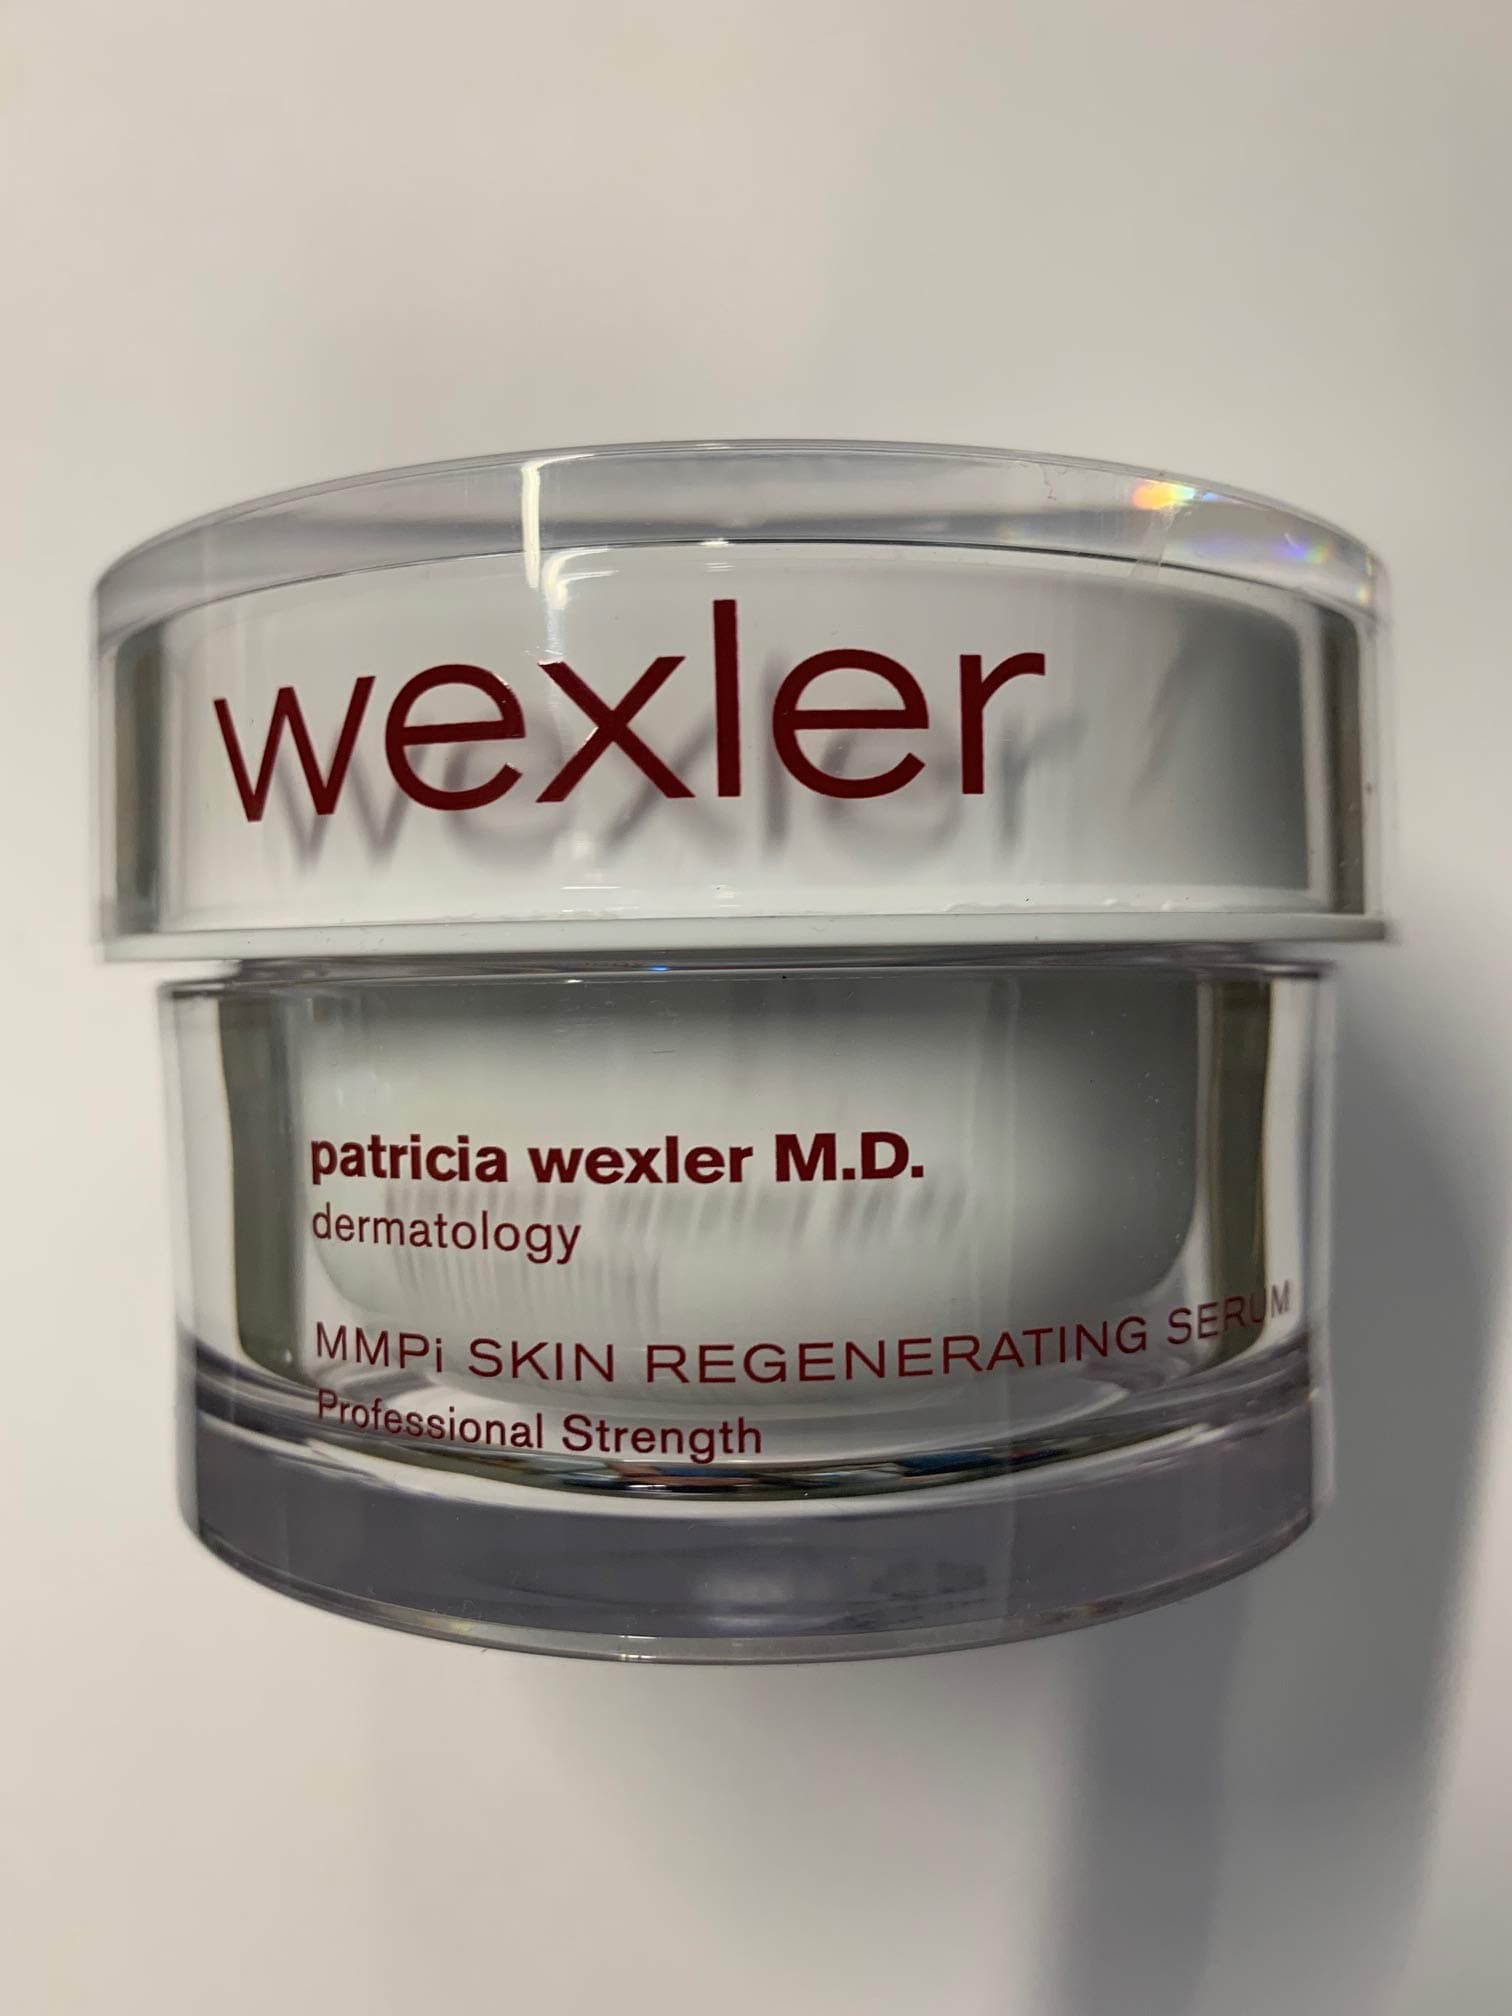 wexler
patricia wexler M.D.
dermatology
MMPi SKIN REGENERATING SERUM
Professional Strength